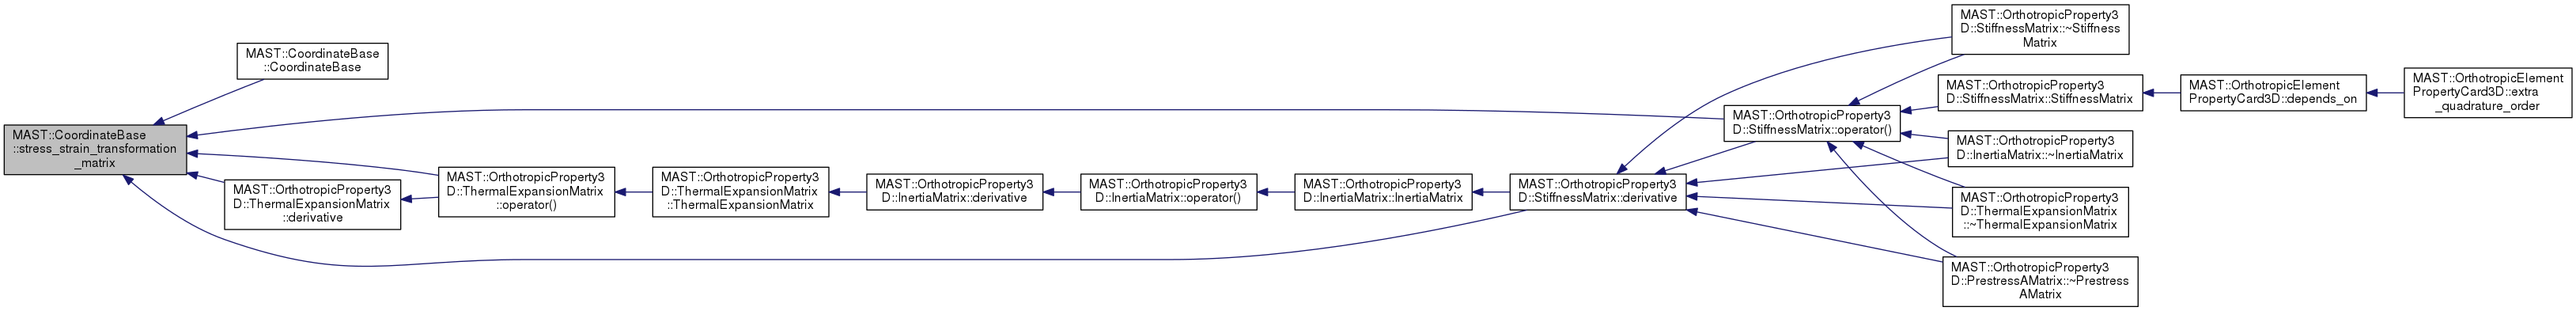 MAST::CoordinateBase
::stress_strain_transformation
_matrix
MAST::CoordinateBase
::CoordinateBase
MAST::OrthotropicProperty3
D::ThermalExpansionMatrix
::derivative
MAST::OrthotropicProperty3
D::ThermalExpansionMatrix
::operator()
MAST::OrthotropicProperty3
D::ThermalExpansionMatrix
::ThermalExpansionMatrix
MAST::OrthotropicProperty3
D::InertiaMatrix::derivative
MAST::OrthotropicProperty3
D::InertiaMatrix::operator()
MAST::OrthotropicProperty3
D::InertiaMatrix::InertiaMatrix
MAST::OrthotropicProperty3
D::StiffnessMatrix::derivative
MAST::OrthotropicProperty3
D::StiffnessMatrix::operator()
MAST::OrthotropicProperty3
D::StiffnessMatrix::~Stiffness
Matrix
MAST::OrthotropicProperty3
D::StiffnessMatrix::StiffnessMatrix
MAST::OrthotropicProperty3
D::InertiaMatrix::~InertiaMatrix
MAST::OrthotropicProperty3
D::ThermalExpansionMatrix
::~ThermalExpansionMatrix
MAST::OrthotropicProperty3
D::PrestressAMatrix::~Prestress
AMatrix
MAST::OrthotropicElement
PropertyCard3D::depends_on
MAST::OrthotropicElement
PropertyCard3D::extra
_quadrature_order